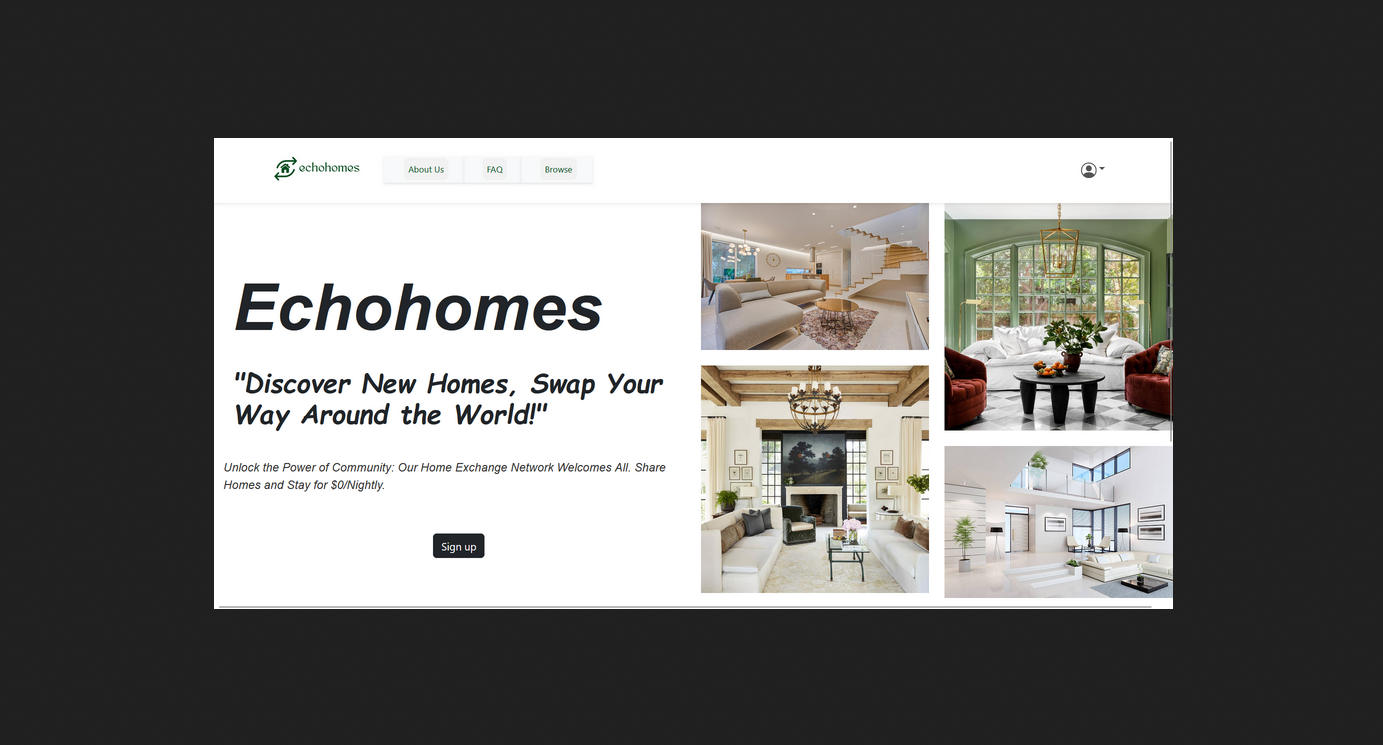 echohomes
About Us
FAQ
Browse
Echohomes
"Discover New Homes, Swap Your
Way Around the World!"
Unlock the Power of Community: Our Home Exchange Network Welcomes All. Share
Homes and Stay for $0/Nightly.
Sign up